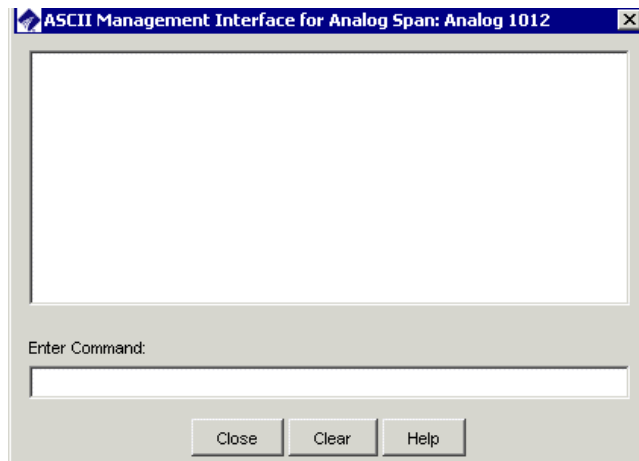 ASCII Management Interface for Analog Span: Analog 1012
Enter Command:
Close Clear Help